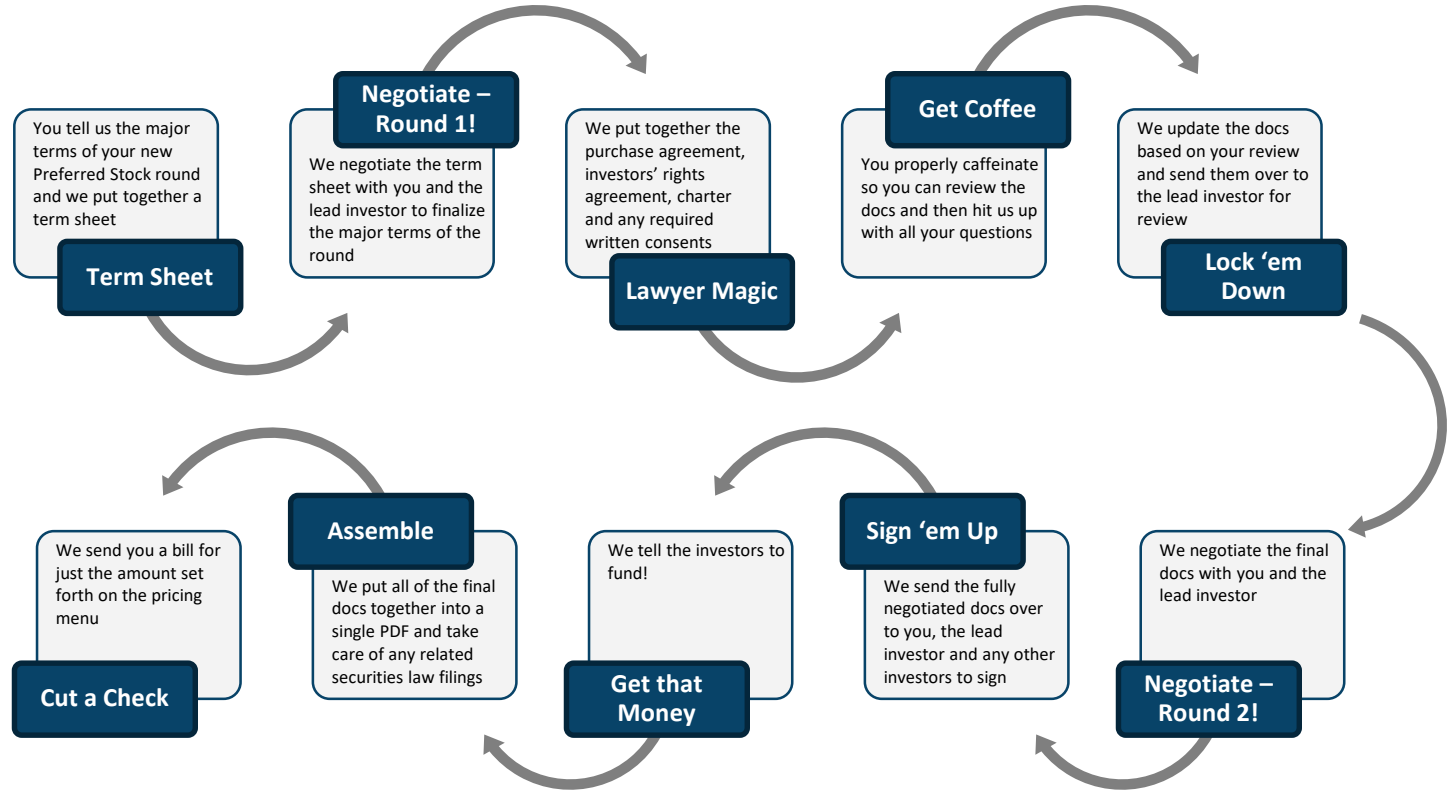 You tell us the major
terms of your new
Preferred Stock round
and we put together a
term sheet
Term Sheet
Negotiate –
Round 1!
We negotiate the term
sheet with you and the
lead investor to finalize
the major terms of the
round
We put together the
purchase agreement,
investors’ rights
agreement, charter
and any required
written consents
Lawyer Magic
Get Coffee
You properly caffeinate
so you can review the
docs and then hit us up
with all your questions
We update the docs
based on your review
and send them over to
the lead investor for
review
Lock ‘em
Down
We negotiate the final
docs with you and the
lead investor
Negotiate –
Round 2!
Sign ‘em Up
We send the fully
negotiated docs over
to you, the lead
investor and any other
investors to sign
We tell the investors to
fund!
Get that
Money
Assemble
We put all of the final
docs together into a
single PDF and take
care of any related
securities law filings
We send you a bill for
just the amount set
forth on the pricing
menu
Cut a Check